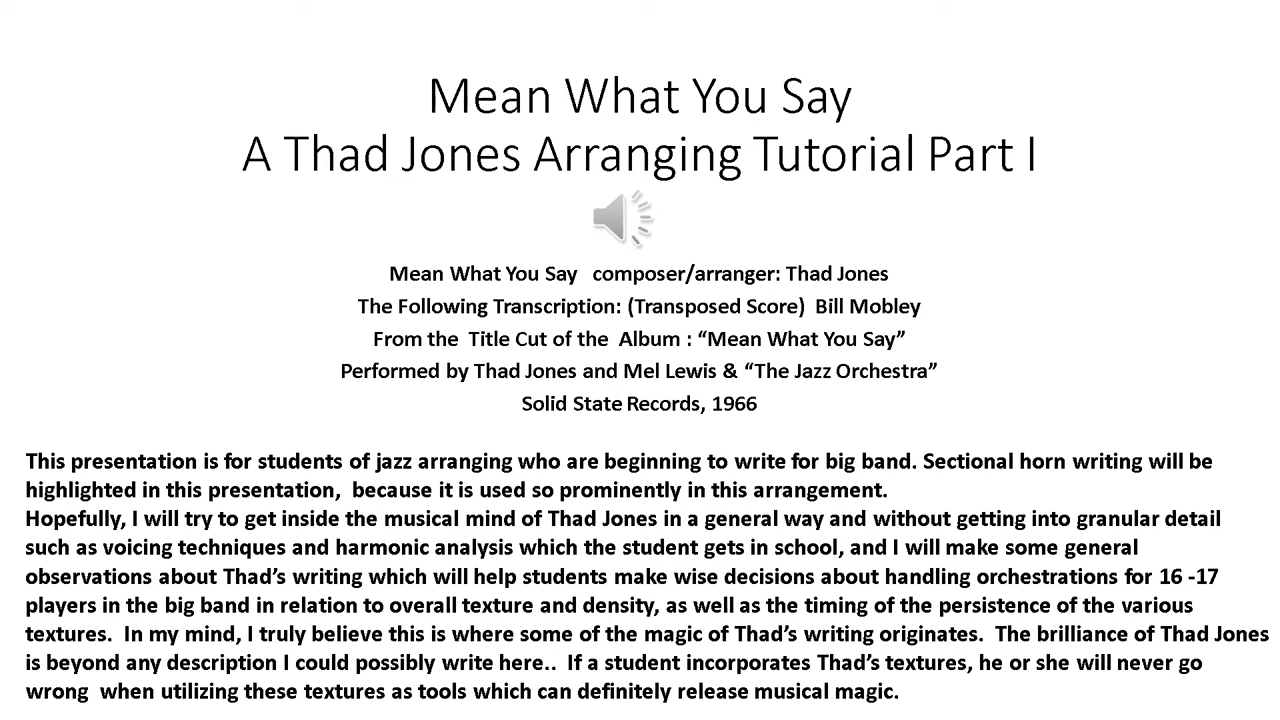 Mean What You Say
A Thad Jones Arranging Tutorial Part I
Mean What You Say composer/arranger: Thad Jones
The Following Transcription: (Transposed Score) Bill Mobley
From the Title Cut of the Album : “Mean What You Say”
Performed by Thad Jones and Mel Lewis & “The Jazz Orchestra”
Solid State Records, 1966
This presentation is for students of jazz arranging who are beginning to write for big band. Sectional horn writing will be
highlighted in this presentation, because it is used so prominently in this arrangement.
Hopefully, I will try to get inside the musical mind of Thad Jones in a general way and without getting into granular detail
such as voicing techniques and harmonic analysis which the student gets in school, and I will make some general
observations about Thad’s writing which will help students make wise decisions about handling orchestrations for 16 -17
players in the big band in relation to overall texture and density, as well as the timing of the persistence of the various
textures. In my mind, I truly believe this is where some of the magic of Thad’s writing originates. The brilliance of Thad Jones
is beyond any description I could possibly write here.. If a student incorporates Thad’s textures, he or she will never go
wrong when utilizing these textures as tools which can definitely release musical magic.